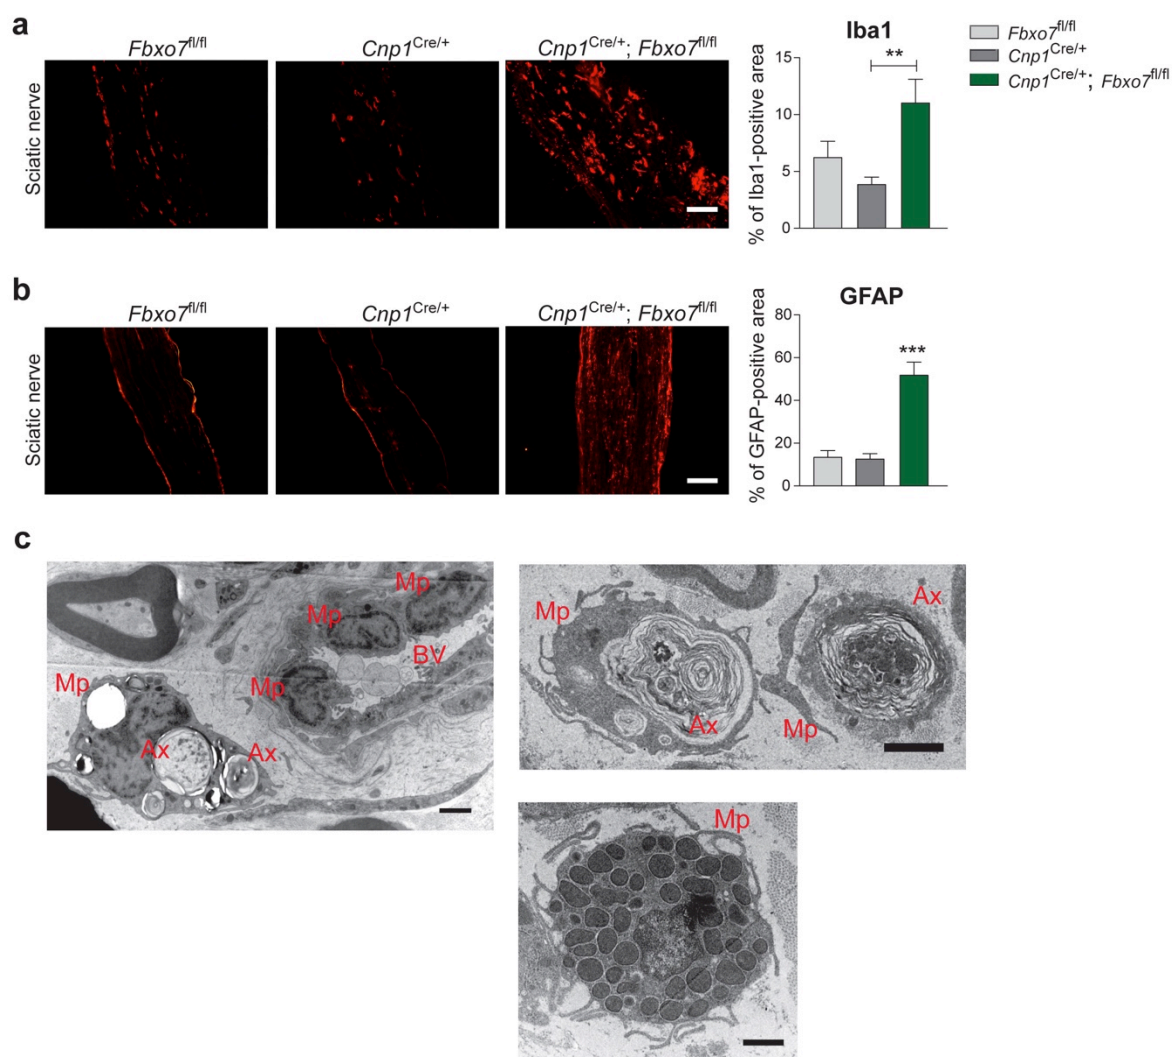 a
Fbxo7fl/fl
Cnp1Cre/+
Cnp1Cre/+; Fbxo7fl/fl
Sciatic nerve
Iba1
% of Iba1-positive area
15
10
5
0
**
Fbxo7fl/fl
Cnp1Cre/+
Cnp1Cre/+; Fbxo7fl/fl
b
Fbxo7fl/fl
Cnp1Cre/+
Cnp1Cre/+; Fbxo7fl/fl
Sciatic nerve
GFAP
% of GFAP-positive area
80
60
40
20
0
***
c
Mp
Mp
BV
Mp
Mp
Ax
Ax
Mp
Ax
Ax
Mp
Mp